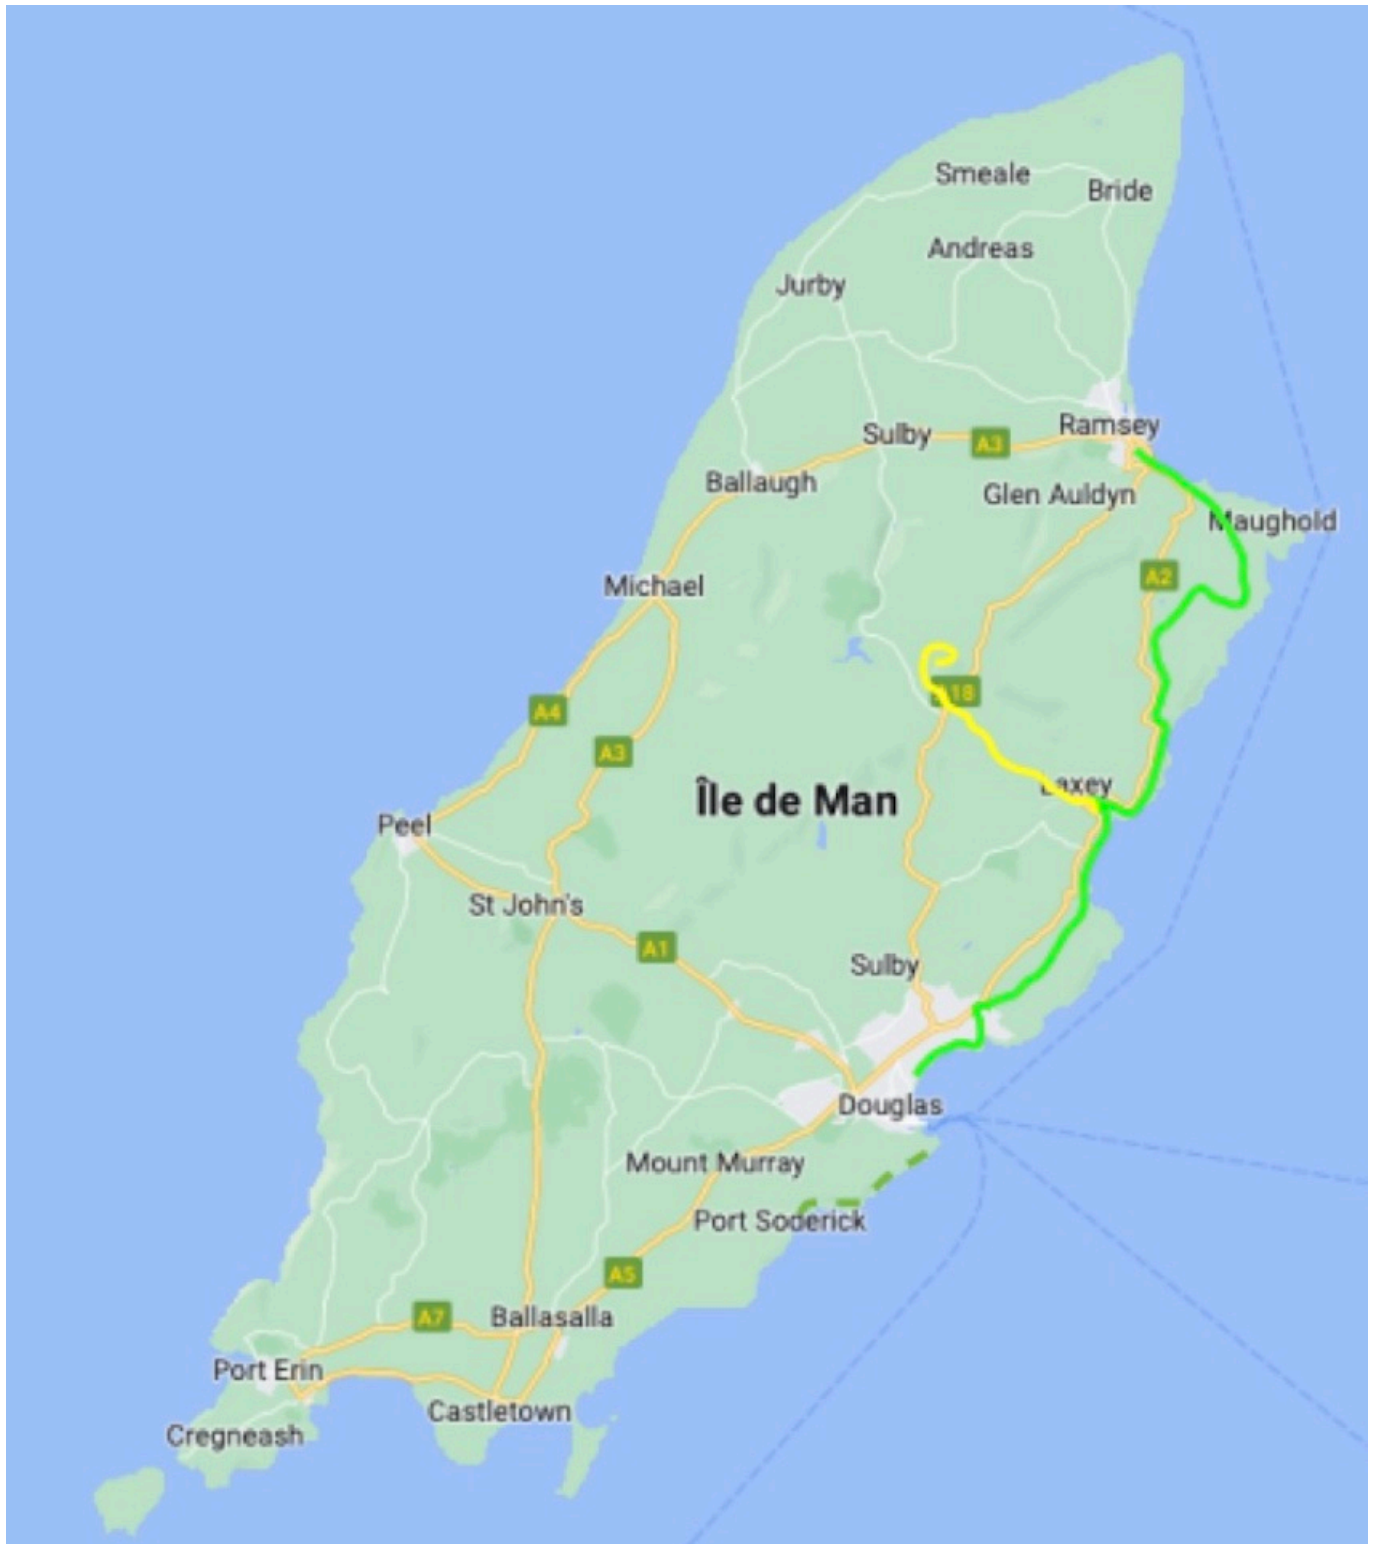 Smeale
Bride
Andreas
Jurby
Ramsey
Sulby
A3
Ballaugh
Glen Auldyn
Maughold
A2
Michael
A18
A4
A3
Laxey
Île de Man
Peel
St John's
A1
Sulby
Douglas
Mount Murray
Port Soderick
A5
A7
Ballasalla
Port Erin
Castletown
Cregneash